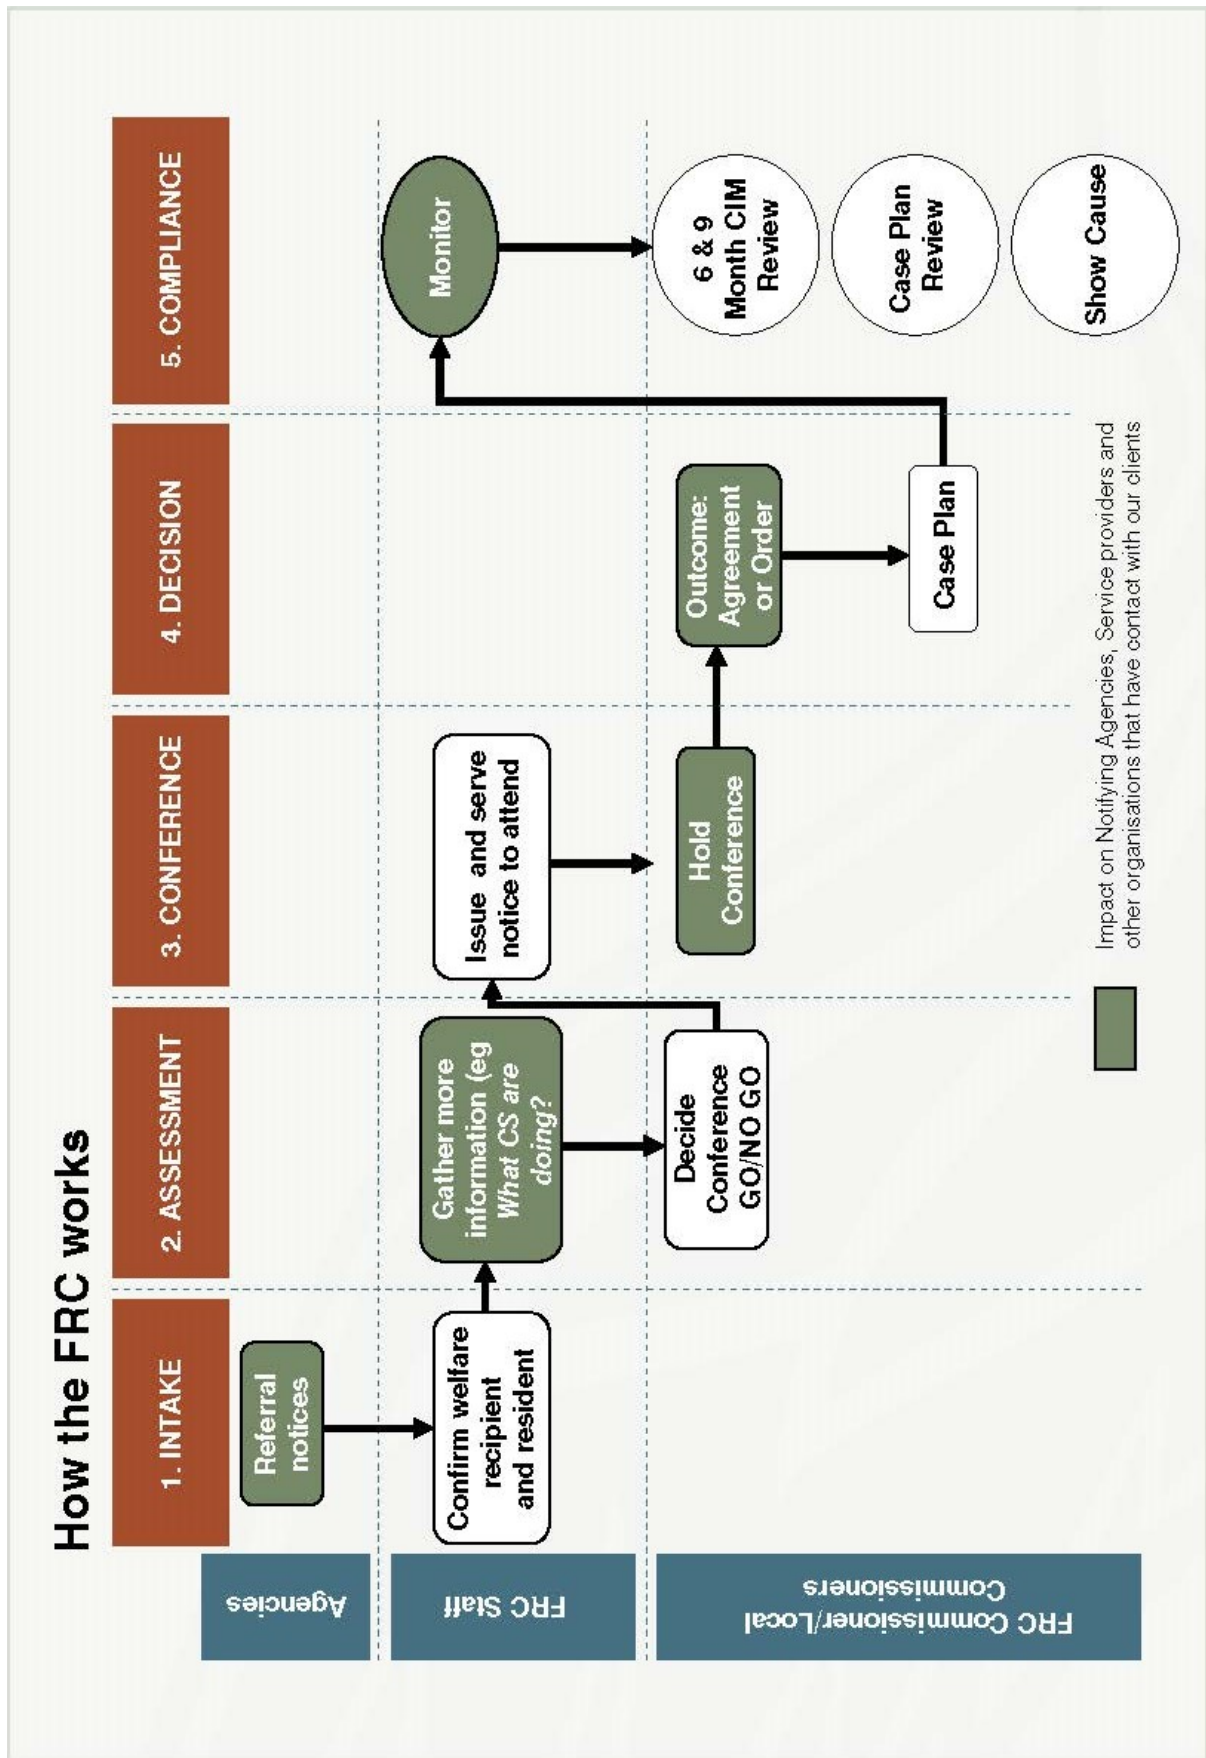 How the FRC works
1. INTAKE
2. ASSESSMENT
3. CONFERENCE
4. DECISION
5. COMPLIANCE
Agencies
Referral
notices
FRC Staff
Confirm welfare
recipient
and resident
Gather more
information (eg
What CS are
doing?
Issue and serve
notice to attend
Monitor
FRC Commissioner/Local
Commissioners
Decide
Conference
GO/NO GO
Hold
Conference
Outcome:
Agreement
or Order
Case Plan
6 & 9
Month CIM
Review
Case Plan
Review
Show Cause
Impact on Notifying Agencies, Service providers and
other organisations that have contact with our clients